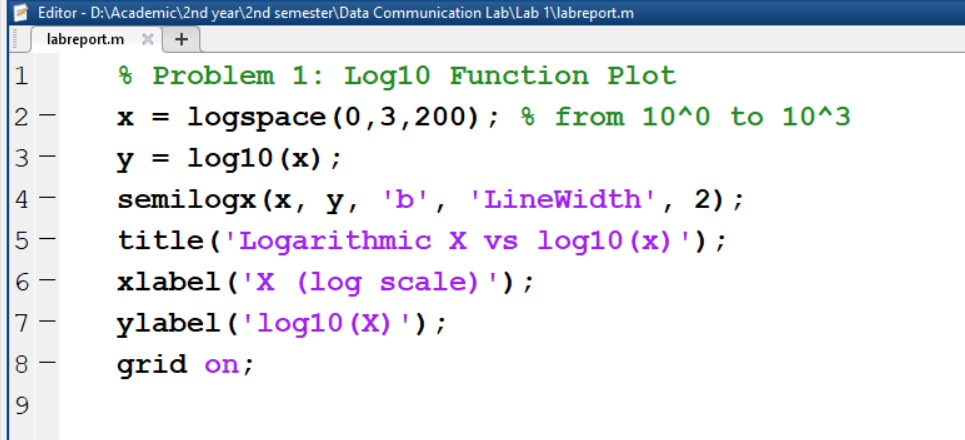 Editor - D:\Academic\2nd year\2nd semester\Data Communication Lab\Lab 1\labreport.m
labreport.m × +
1 % Problem 1: Log10 Function Plot
2 – x = logspace(0,3,200); % from 10^0 to 10^3
3 – y = log10(x);
4 – semilogx(x, y, 'b', 'LineWidth', 2);
5 – title('Logarithmic X vs log10(x)');
6 – xlabel('X (log scale)');
7 – ylabel('log10(X)');
8 – grid on;
9